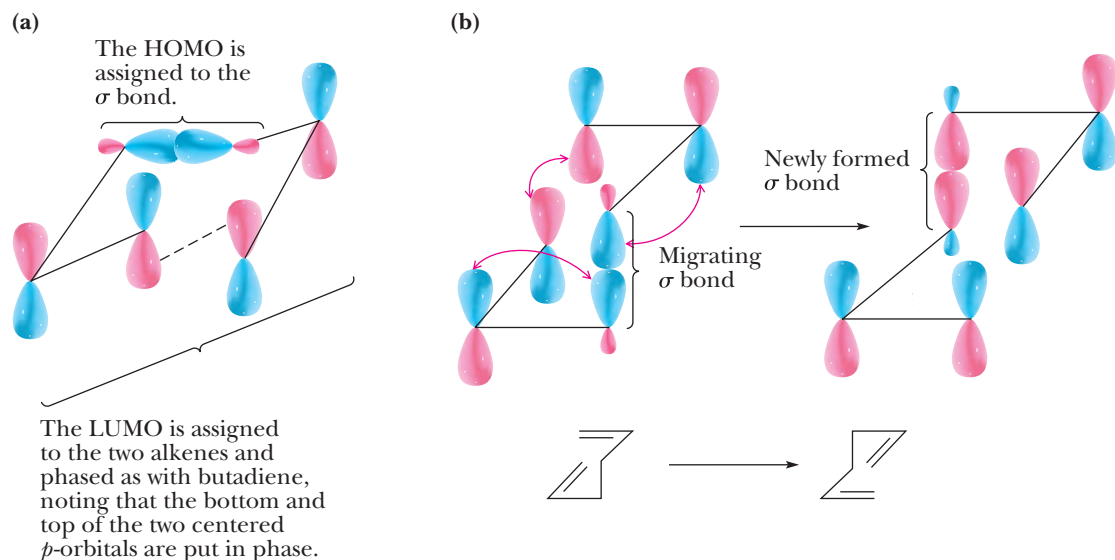 (a)
The HOMO is
assigned to the
σ bond.
The LUMO is assigned
to the two alkenes and
phased as with butadiene,
noting that the bottom and
top of the two centered
p-orbitals are put in phase.
(b)
Migrating
σ bond
Newly formed
σ bond